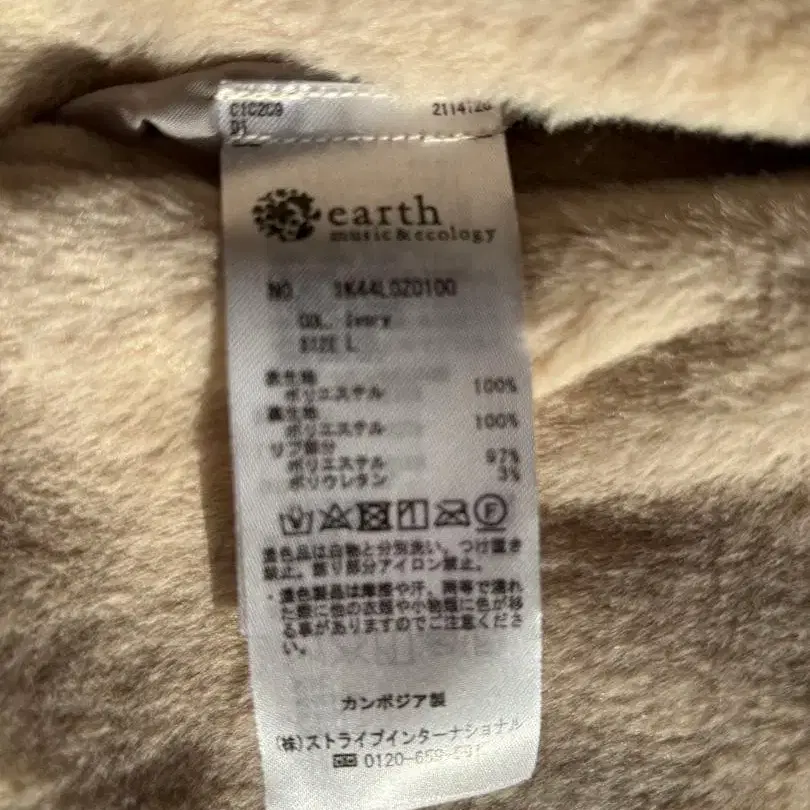 C1C2C9
D1
earth
music&ecology
NO. 1K44L0Z0100
COL. Ivory
SIZE L
表生地
ポリエステル 100%
裏生地
ポリエステル 100%
リブ部分
ポリエステル 97%
ポリウレタン 3%
濃色品は白物と分別洗い。つけ置き
禁止。飾り部分アイロン禁止。
・濃色製品は摩擦や汗、雨等で濡れ
た際に他の衣類や小物類に色が移
る事がありますのでご注意くださ
い。
カンボジア製
(株)ストライプインターナショナル